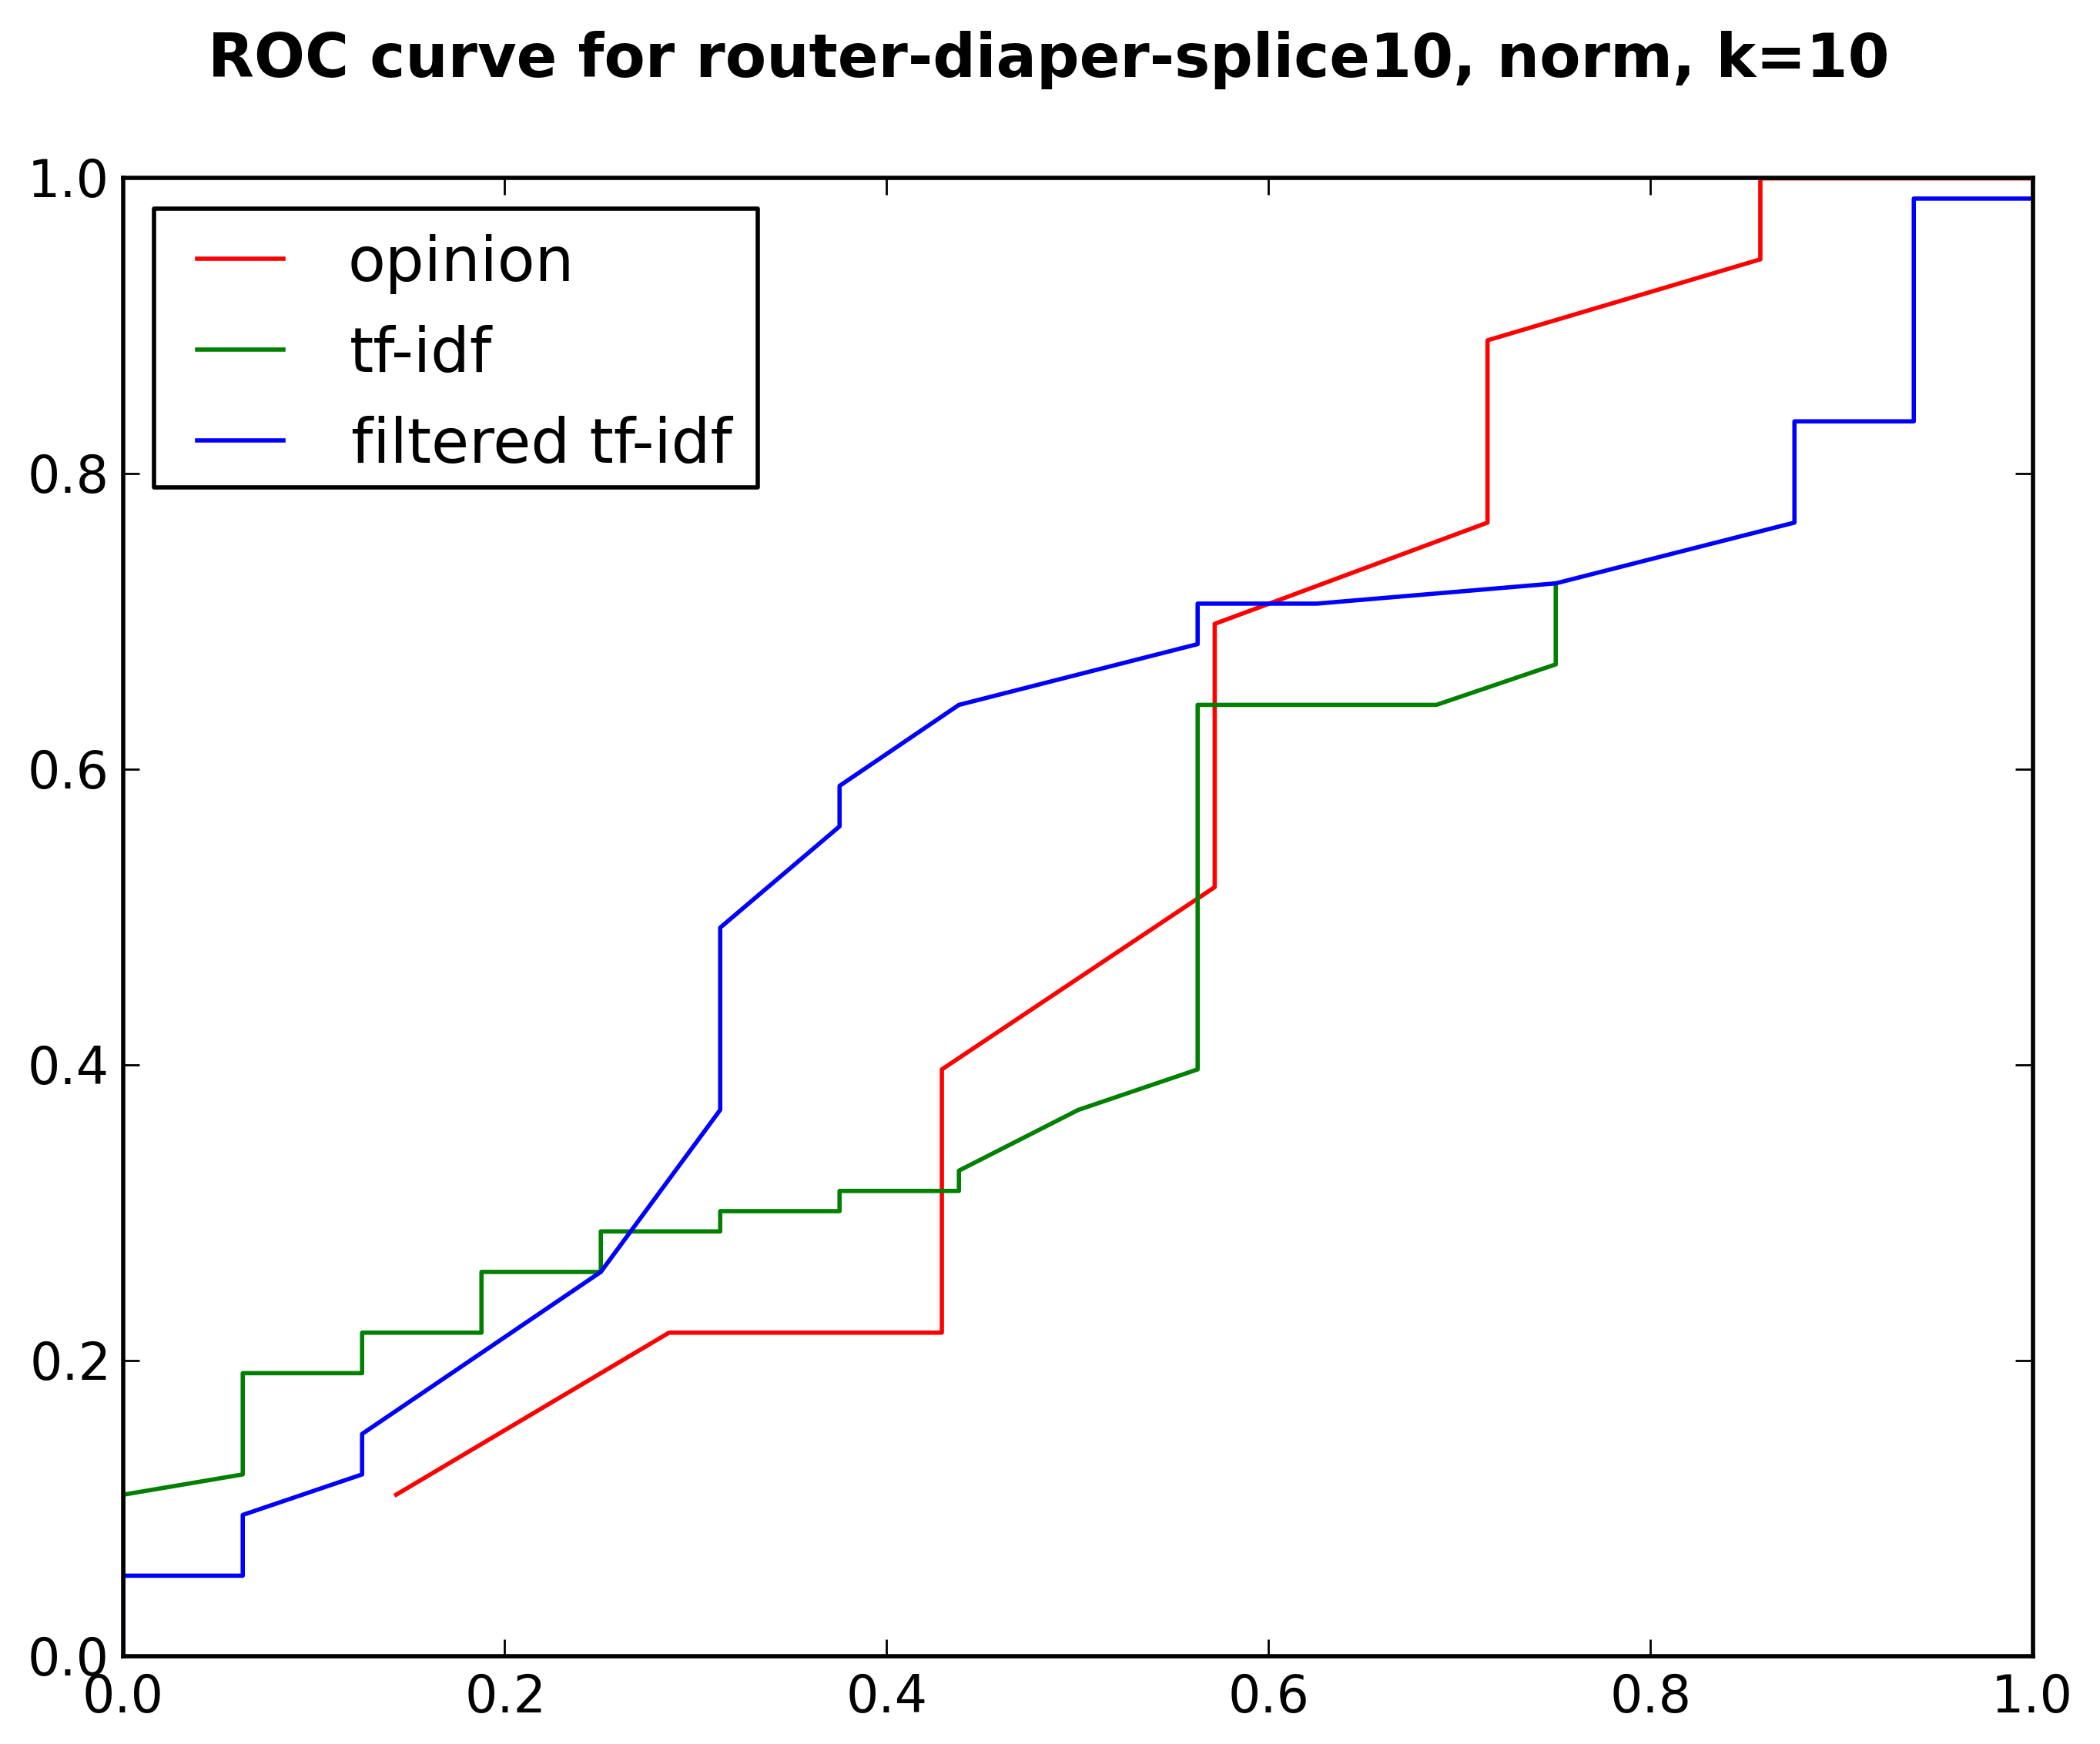 ROC curve for router-diaper-splice10, norm, k=10
1.0
opinion
tf-idf
filtered tf-idf
0.8
0.6
0.4
0.2
0.0
0.0 0.2 0.4 0.6 0.8 1.0